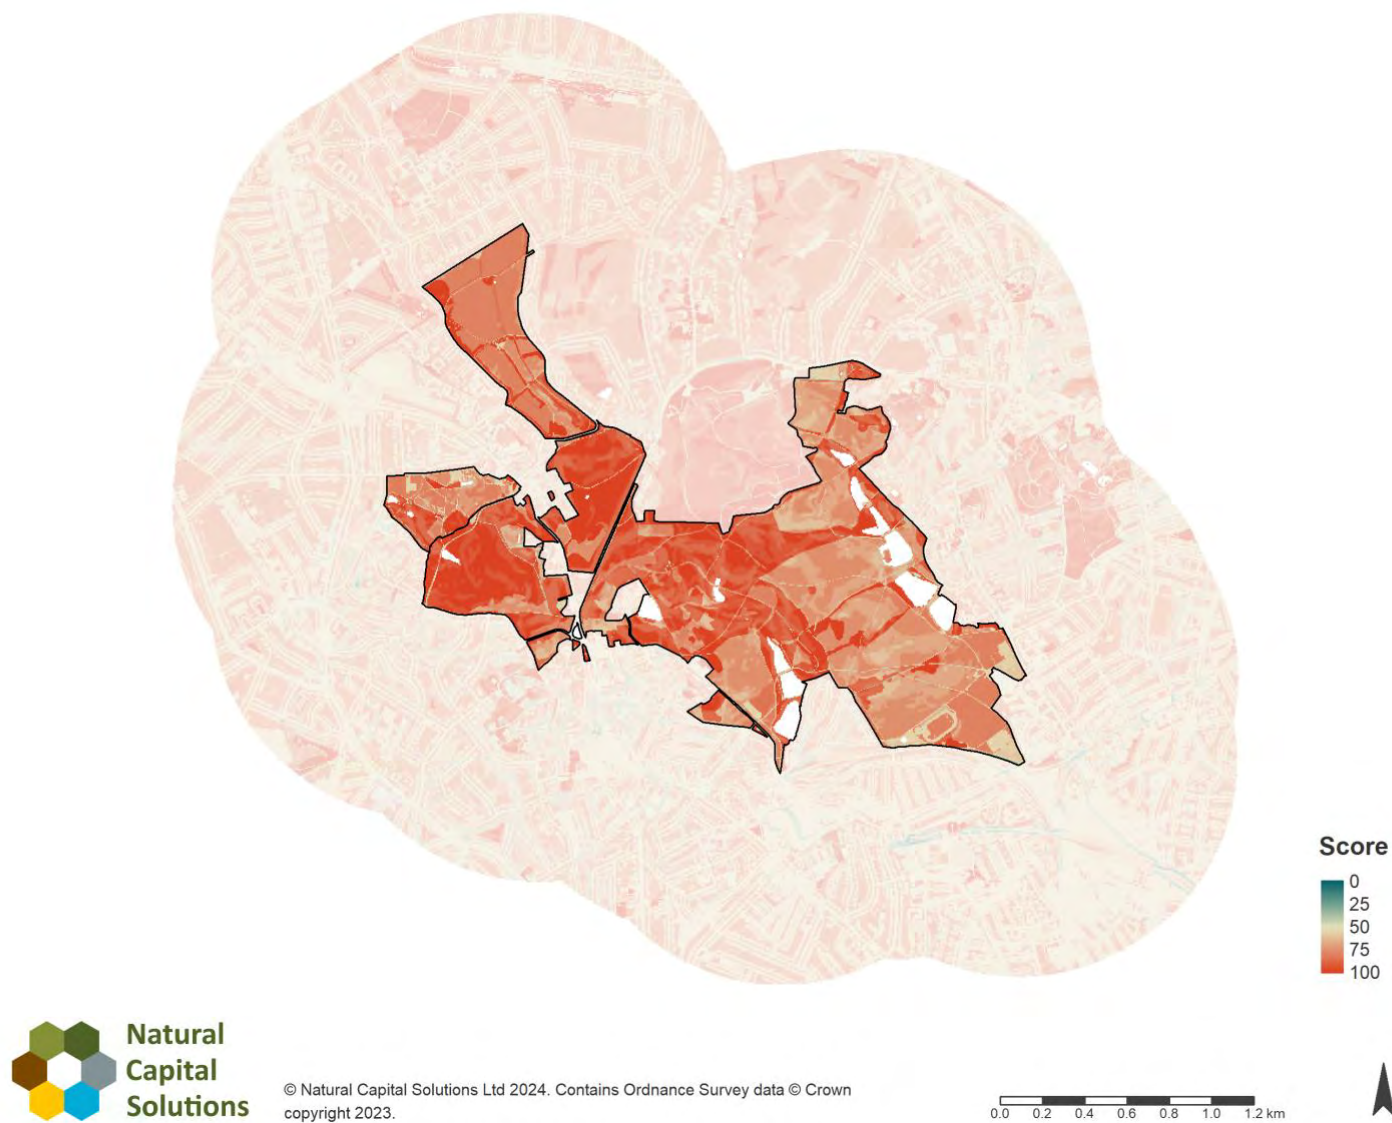 Score
0
25
50
75
100
Natural
Capital
Solutions
© Natural Capital Solutions Ltd 2024. Contains Ordnance Survey data © Crown
copyright 2023.
0.0 0.2 0.4 0.6 0.8 1.0 1.2 km